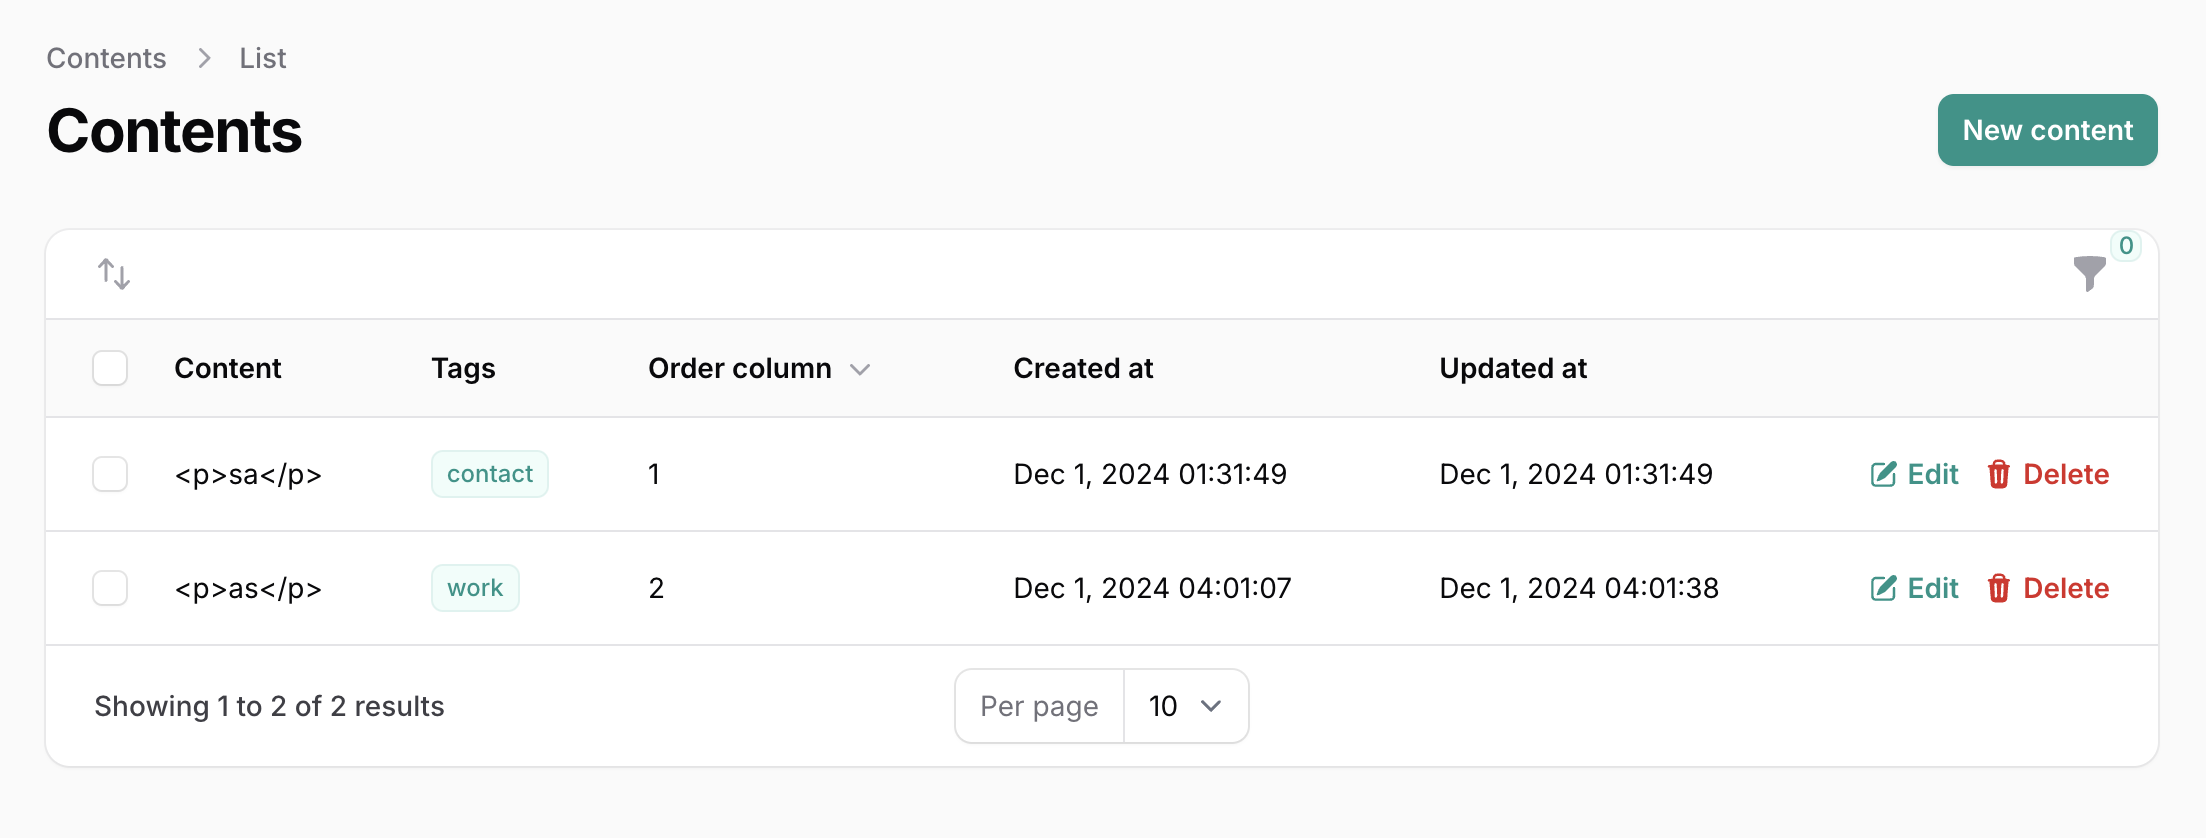 Contents > List
Contents
New content
0
Content Tags Order column Created at Updated at
<p>sa</p> contact 1 Dec 1, 2024 01:31:49 Dec 1, 2024 01:31:49 Edit Delete
<p>as</p> work 2 Dec 1, 2024 04:01:07 Dec 1, 2024 04:01:38 Edit Delete
Showing 1 to 2 of 2 results Per page 10